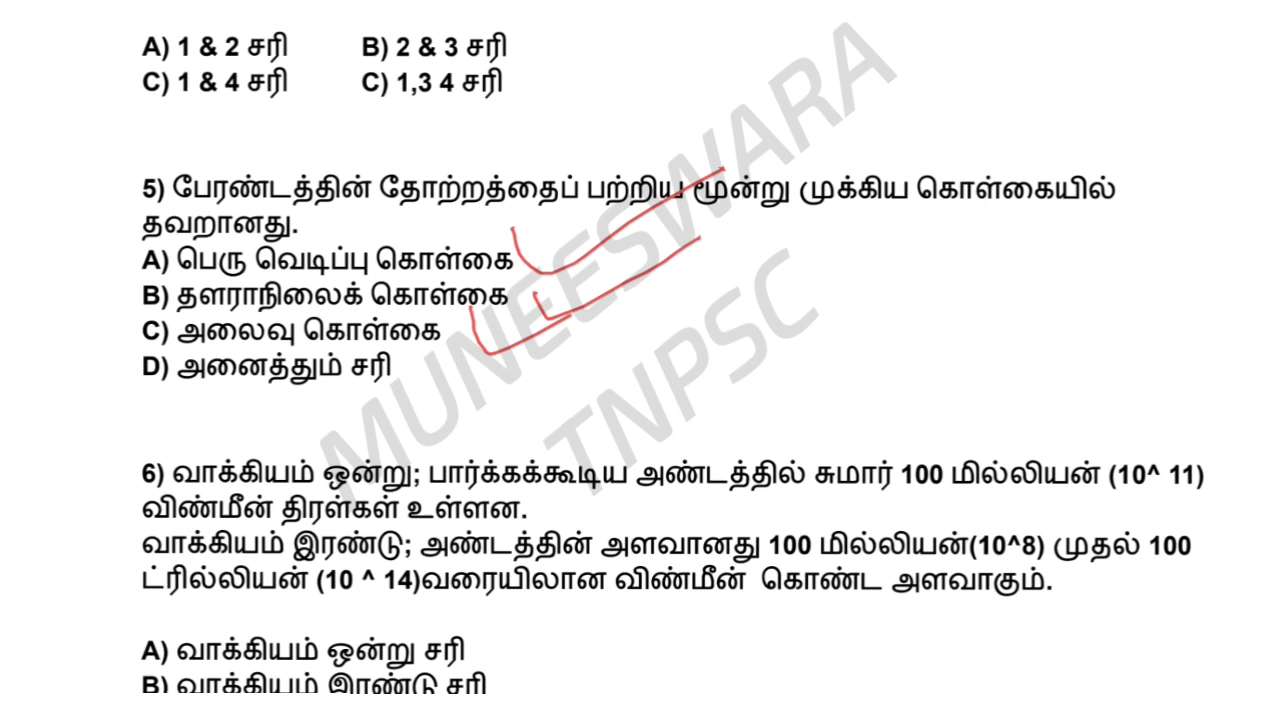 A) 1 & 2 சரி B) 2 & 3 சரி
C) 1 & 4 சரி C) 1,3 4 சரி
5) பேரண்டத்தின் தோற்றத்தைப் பற்றிய மூன்று முக்கிய கொள்கையில்
தவறானது.
A) பெரு வெடிப்பு கொள்கை
B) தளராநிலைக் கொள்கை
C) அலைவு கொள்கை
D) அனைத்தும் சரி
MUNEESWARA
TNPSC
6) வாக்கியம் ஒன்று; பார்க்கக்கூடிய அண்டத்தில் சுமார் 100 மில்லியன் (10^ 11)
விண்மீன் திரள்கள் உள்ளன.
வாக்கியம் இரண்டு; அண்டத்தின் அளவானது 100 மில்லியன்(10^8) முதல் 100
ட்ரில்லியன் (10 ^ 14)வரையிலான விண்மீன் கொண்ட அளவாகும்.
A) வாக்கியம் ஒன்று சரி
B) வாக்கியம் இரண்டு சரி